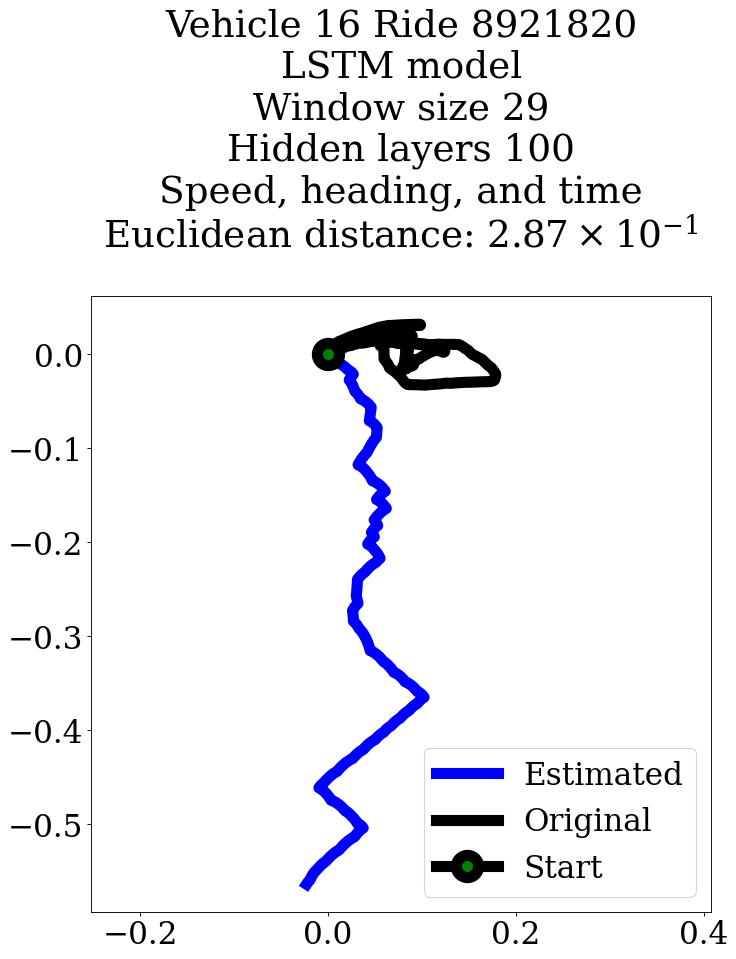 Vehicle 16 Ride 8921820
LSTM model
Window size 29
Hidden layers 100
Speed, heading, and time
Euclidean distance: 2.87 × 10⁻¹
0.0
−0.1
−0.2
−0.3
−0.4
−0.5
Estimated
Original
Start
−0.2 0.0 0.2 0.4